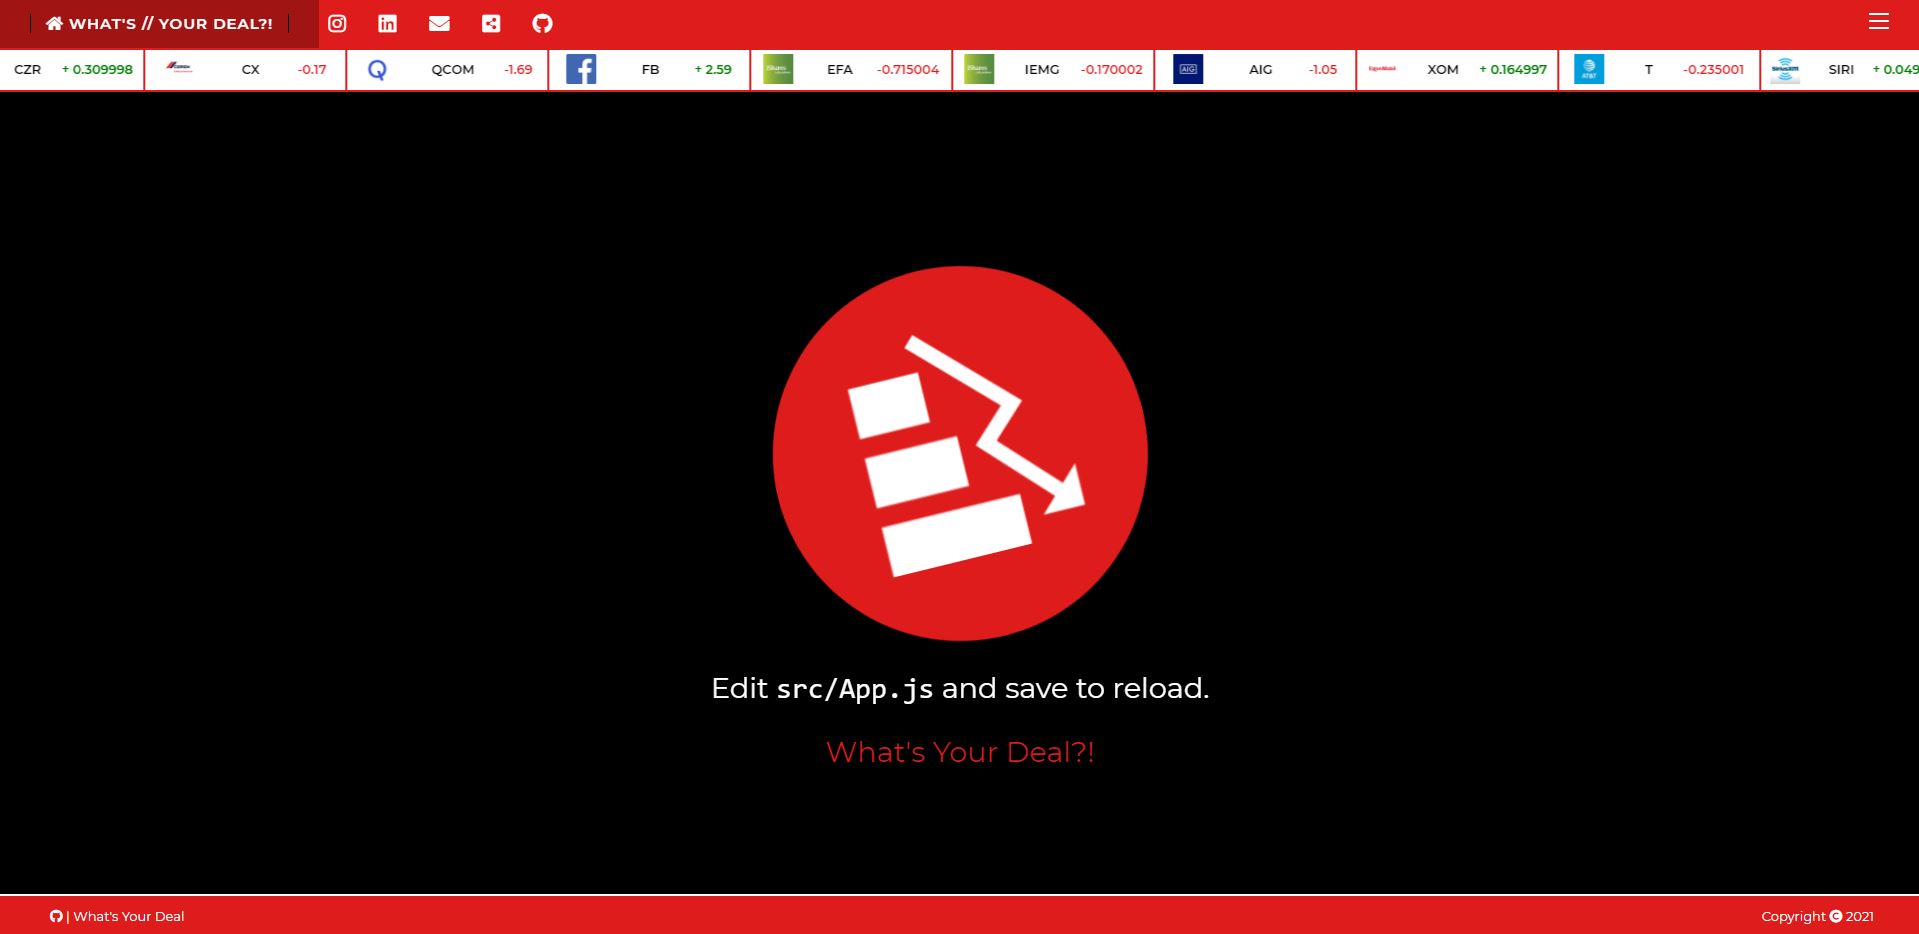 WHAT'S // YOUR DEAL?!
CZR + 0.309998 CX -0.17 QCOM -1.69 FB + 2.59 EFA -0.715004 IEMG -0.170002 AIG AIG -1.05 XOM + 0.164997 AT&T T -0.235001 SiriusXM SIRI + 0.049
Edit src/App.js and save to reload.
What's Your Deal?!
| What's Your Deal
Copyright © 2021